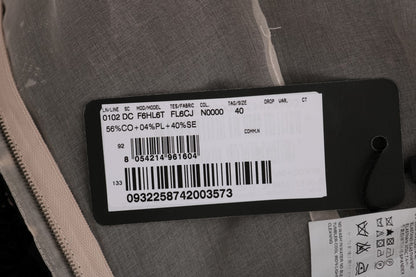 LN/LINE SC MOD/MODEL TES/FABRIC COL. TAG/SIZE DROP VAR. CT
0102 DC F6HL6T FL6CJ N0000 40
56%CO+04%PL+40%SE
COMM.N
92
8 054214 961604
133
0932258742003573